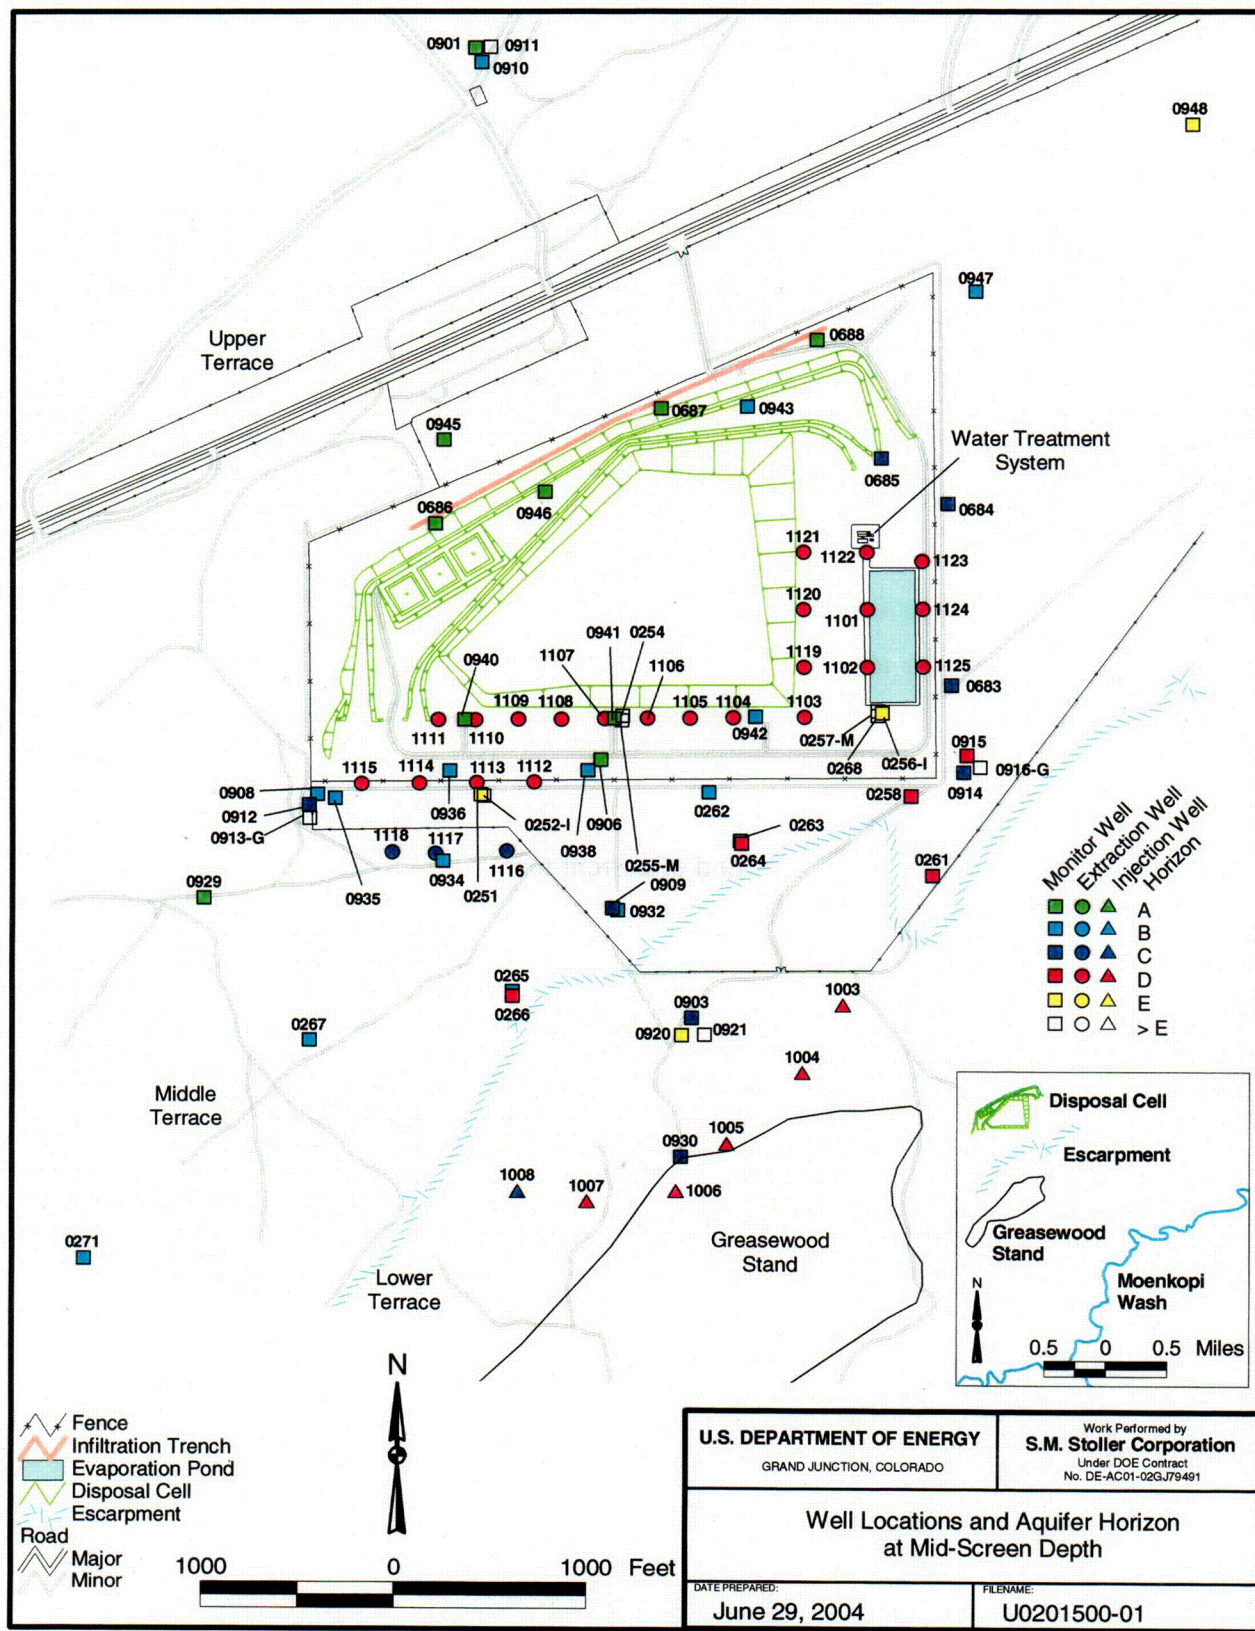 0901
0911
0910
0948
0947
Upper
Terrace
0688
0687
0943
0945
Water Treatment
System
0685
0686
0946
0684
1121
1122
1123
1120
1101
1124
0941
0254
1119
1102
1125
0940
1107
1106
0683
1109
1108
1105
1104
1103
1111
1110
0942
0257-M
0256-I
0268
0915
0916-G
0914
1115
1114
1113
1112
0908
0912
0913-G
0936
0252-I
0906
0262
0258
0263
0264
1118
1117
1116
0938
0255-M
0934
0251
0909
0932
0935
0929
0261
Monitor Well
Extraction Well
Injection Well
Horizon
A
B
C
D
E
> E
0265
0266
0267
0903
0920
0921
1003
1004
Middle
Terrace
0930
1005
1008
1007
1006
0271
Greasewood
Stand
Lower
Terrace
Disposal Cell
Escarpment
Greasewood
Stand
Moenkopi
Wash
N
0.5 0 0.5 Miles
N
Fence
Infiltration Trench
Evaporation Pond
Disposal Cell
Escarpment
Road
Major
Minor
1000 0 1000 Feet
U.S. DEPARTMENT OF ENERGY
GRAND JUNCTION, COLORADO
Work Performed by
S.M. Stoller Corporation
Under DOE Contract
No. DE-AC01-02GJ79491
Well Locations and Aquifer Horizon
at Mid-Screen Depth
DATE PREPARED:
June 29, 2004
FILENAME:
U0201500-01